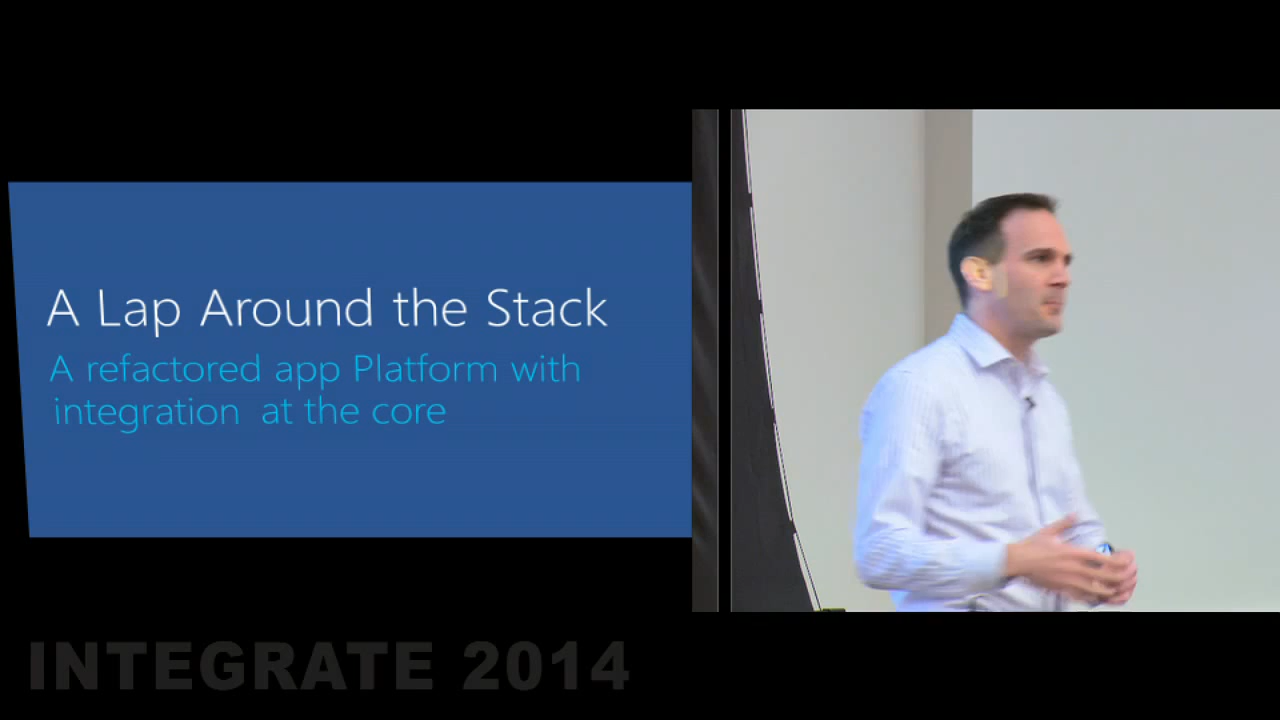 A Lap Around the Stack
A refactored app Platform with
integration at the core
INTEGRATE 2014